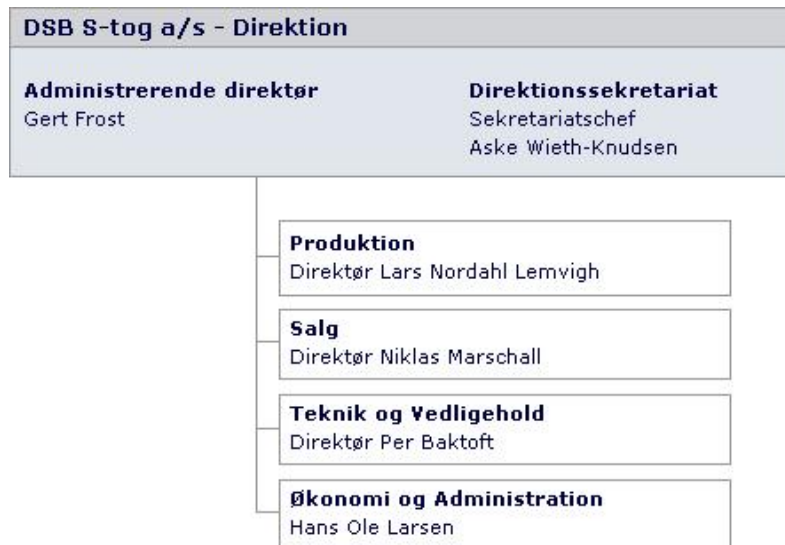 DSB S-tog a/s - Direktion
Administrerende direktør
Gert Frost
Direktionssekretariat
Sekretariatschef
Aske Wieth-Knudsen
Produktion
Direktør Lars Nordahl Lemvigh
Salg
Direktør Niklas Marschall
Teknik og Vedligehold
Direktør Per Baktoft
Økonomi og Administration
Hans Ole Larsen